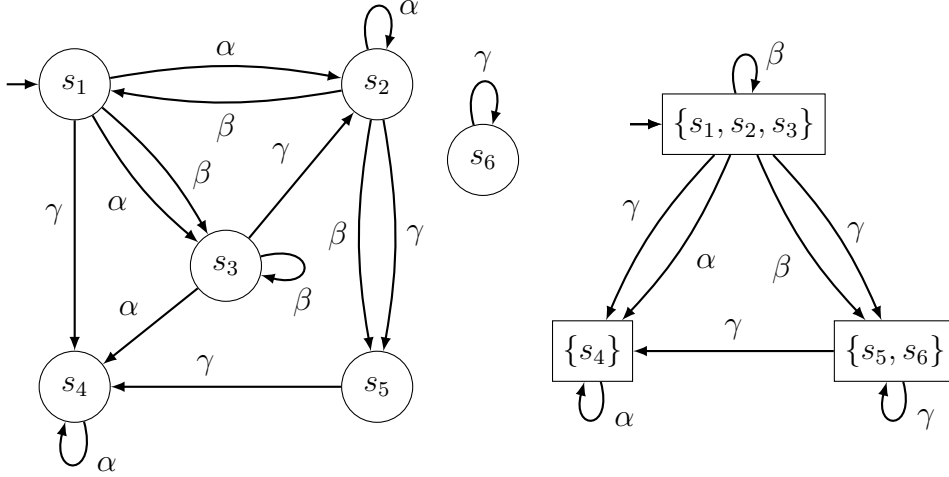 α
s₁
α
s₂
β
γ
s₆
β
{s₁, s₂, s₃}
γ
α
β
γ
s₃
β
α
β
γ
γ
α
β
γ
s₄
γ
s₅
α
{s₄}
γ
{s₅, s₆}
α
γ